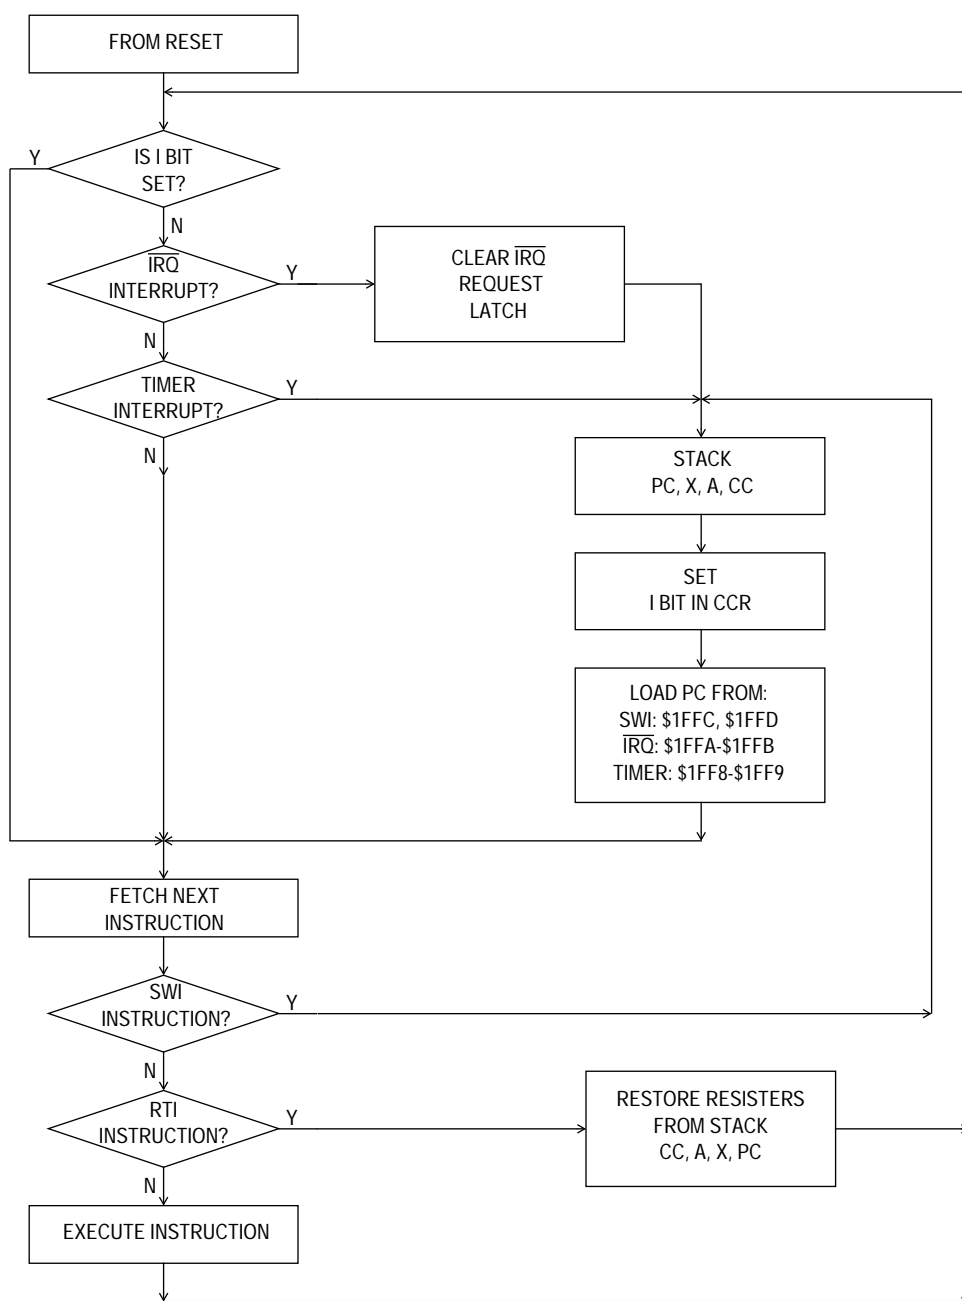 FROM RESET
Y
IS I BIT
SET?
N
IRQ
INTERRUPT?
Y
CLEAR IRQ
REQUEST
LATCH
N
TIMER
INTERRUPT?
Y
N
STACK
PC, X, A, CC
SET
I BIT IN CCR
LOAD PC FROM:
SWI: $1FFC, $1FFD
IRQ: $1FFA-$1FFB
TIMER: $1FF8-$1FF9
FETCH NEXT
INSTRUCTION
SWI
INSTRUCTION?
Y
N
RTI
INSTRUCTION?
Y
RESTORE RESISTERS
FROM STACK
CC, A, X, PC
N
EXECUTE INSTRUCTION